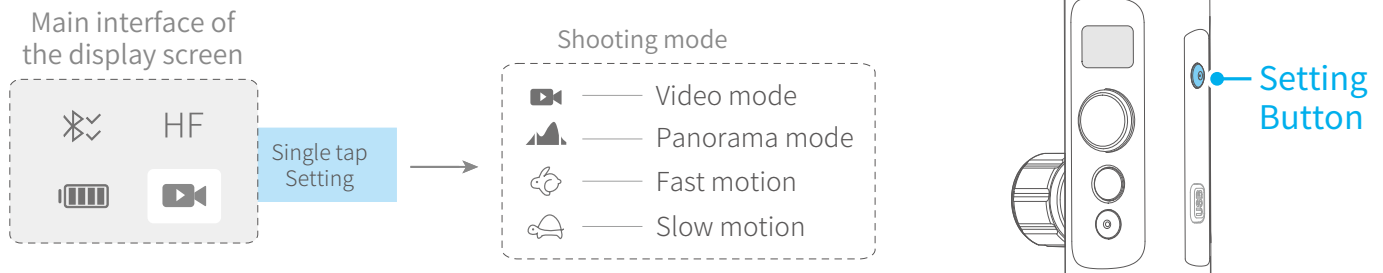 Main interface of
the display screen
HF
Single tap
Setting
Shooting mode
Video mode
Panorama mode
Fast motion
Slow motion
Setting
Button
USB